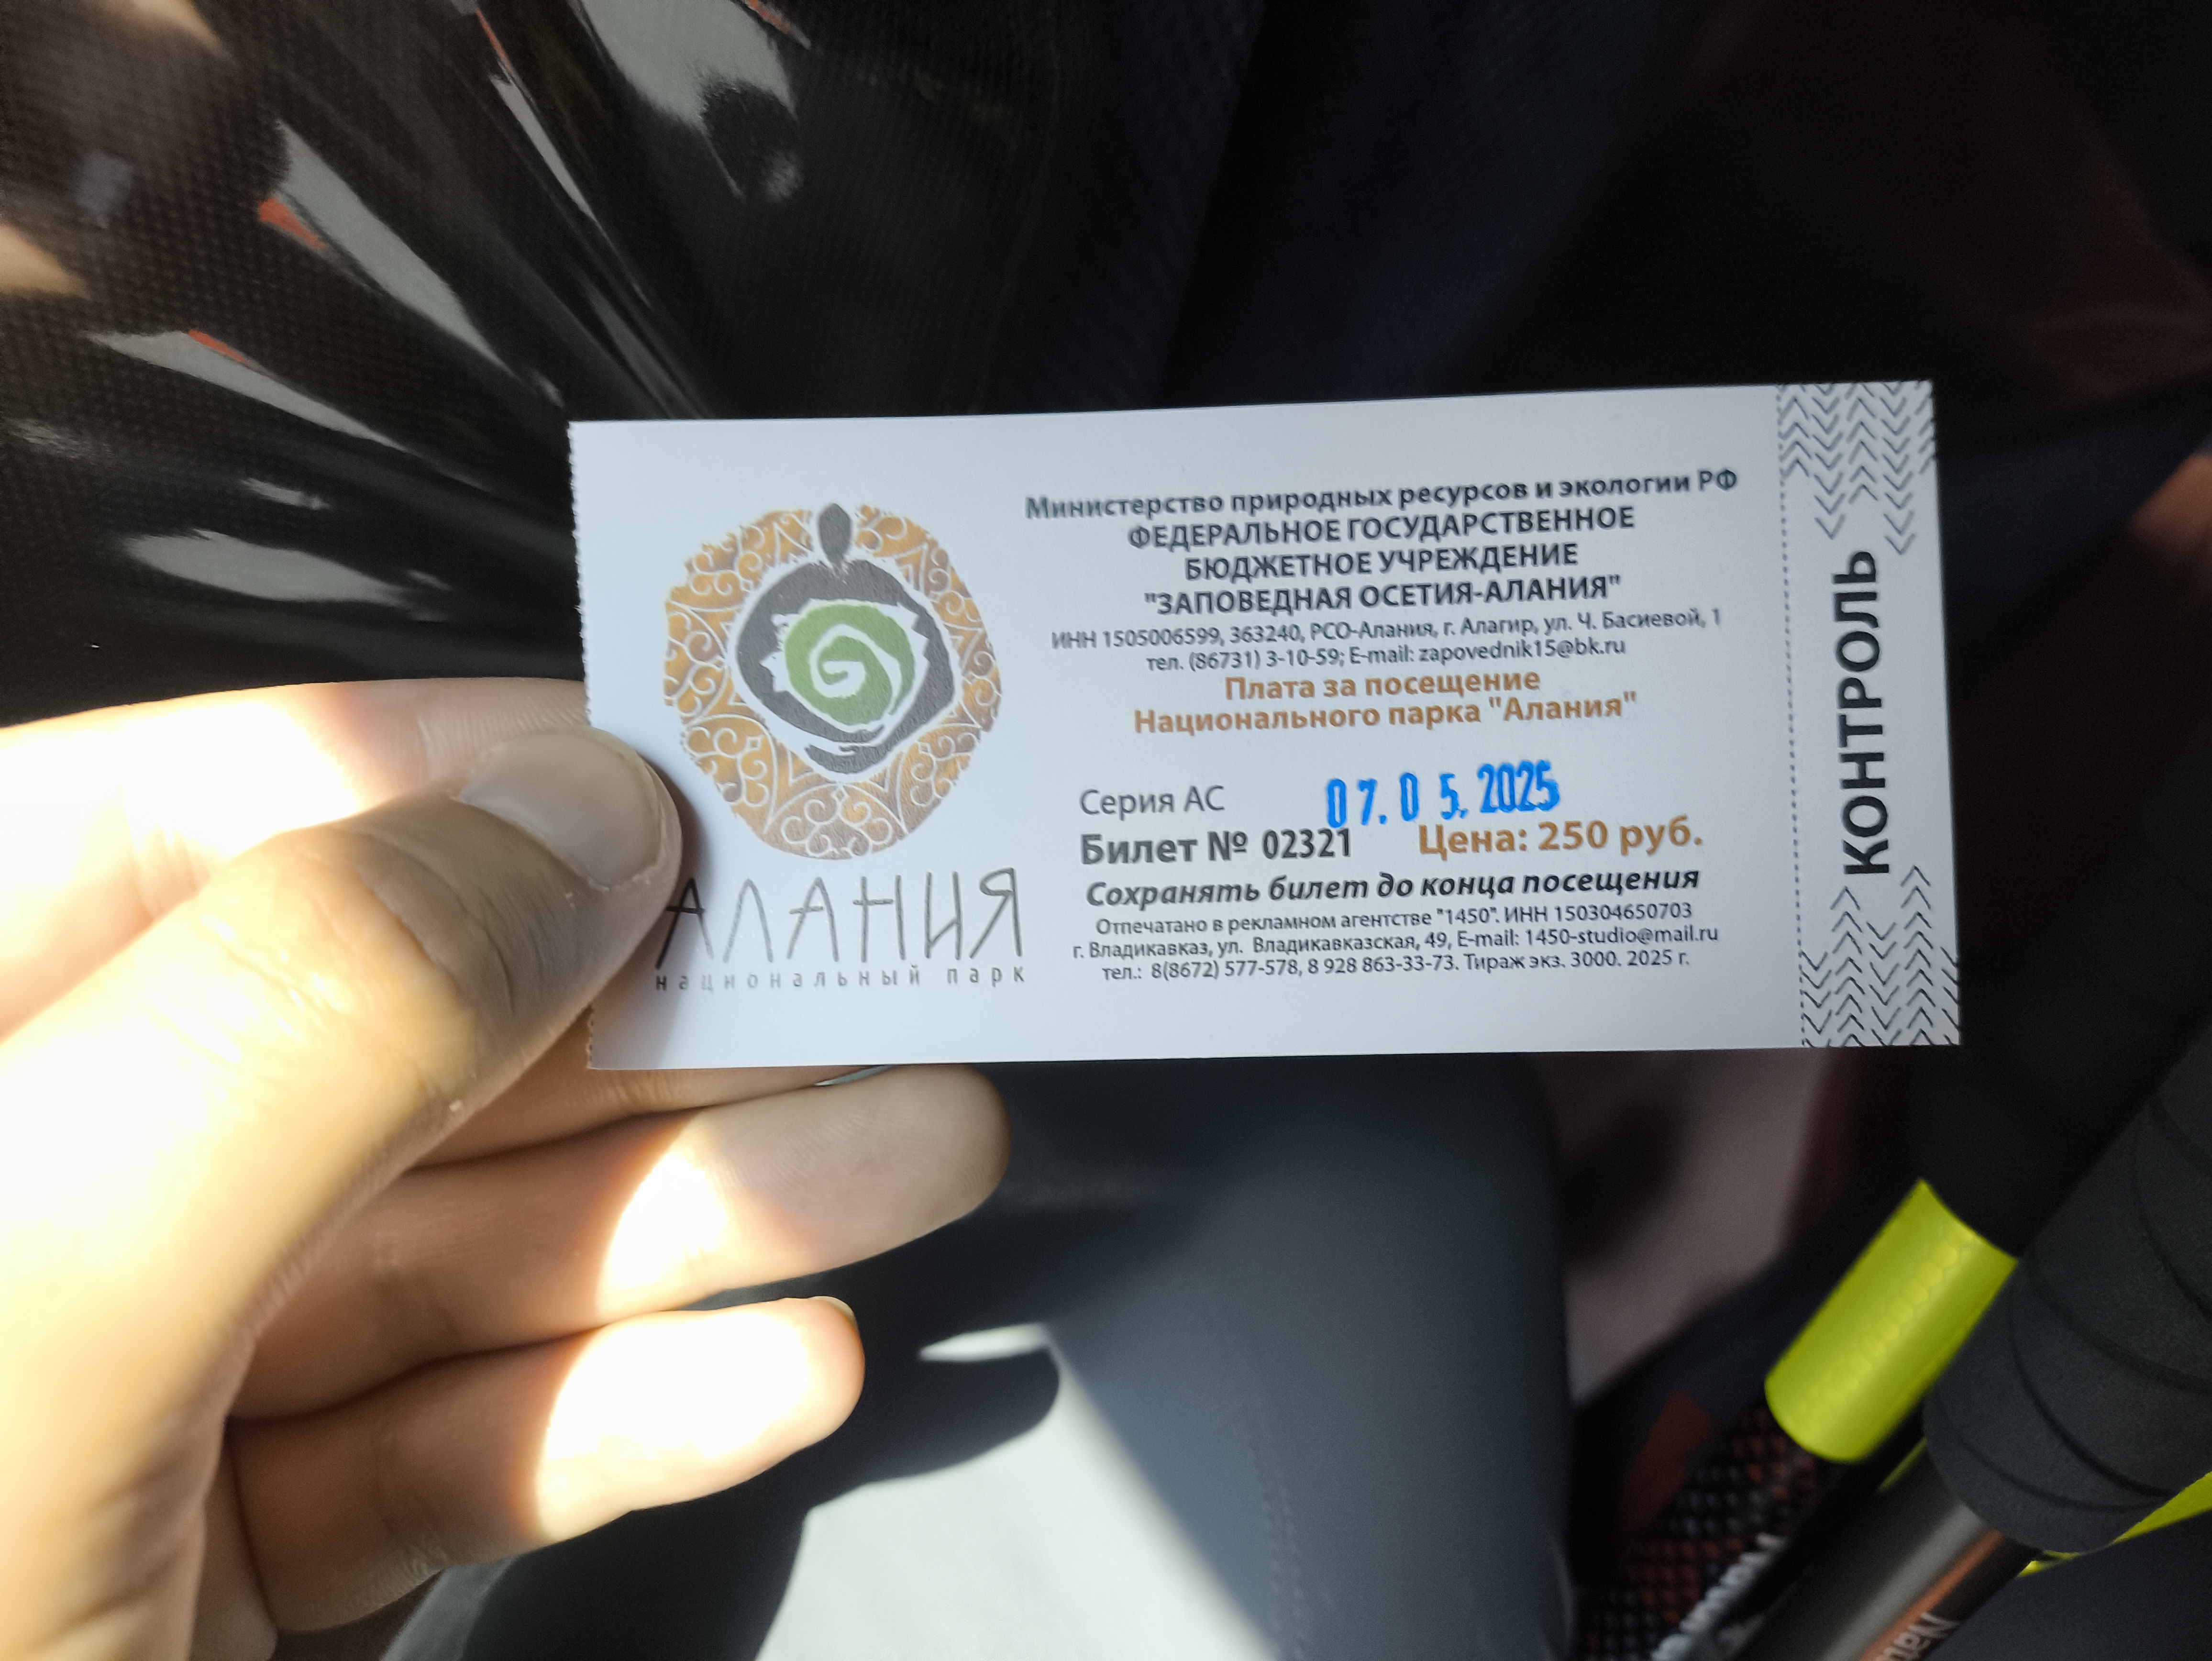 Министерство природных ресурсов и экологии РФ
ФЕДЕРАЛЬНОЕ ГОСУДАРСТВЕННОЕ
БЮДЖЕТНОЕ УЧРЕЖДЕНИЕ
"ЗАПОВЕДНАЯ ОСЕТИЯ-АЛАНИЯ"
ИНН 1505006599, 363240, РСО-Алания, г. Алагир, ул. Ч. Басиевой, 1
тел. (86731) 3-10-59; E-mail: zapovednik15@bk.ru
Плата за посещение
Национального парка "Алания"
Серия АС 07.05.2025
Билет № 02321 Цена: 250 руб.
Сохранять билет до конца посещения
Отпечатано в рекламном агентстве "1450". ИНН 150304650703
г. Владикавказ, ул. Владикавказская, 49, E-mail: 1450-studio@mail.ru
тел.: 8(8672) 577-578, 8 928 863-33-73. Тираж экз. 3000. 2025 г.
АЛАНИЯ
национальный парк
КОНТРОЛЬ